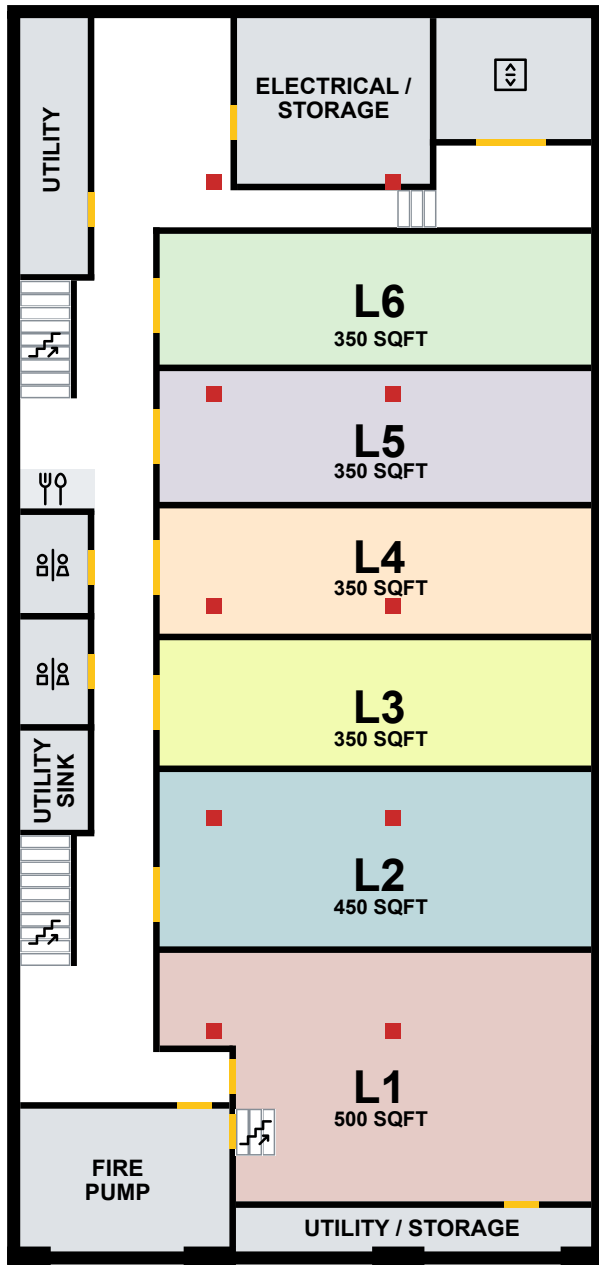 UTILITY
ELECTRICAL /
STORAGE
L6
350 SQFT
L5
350 SQFT
L4
350 SQFT
L3
350 SQFT
UTILITY
SINK
L2
450 SQFT
L1
500 SQFT
FIRE
PUMP
UTILITY / STORAGE